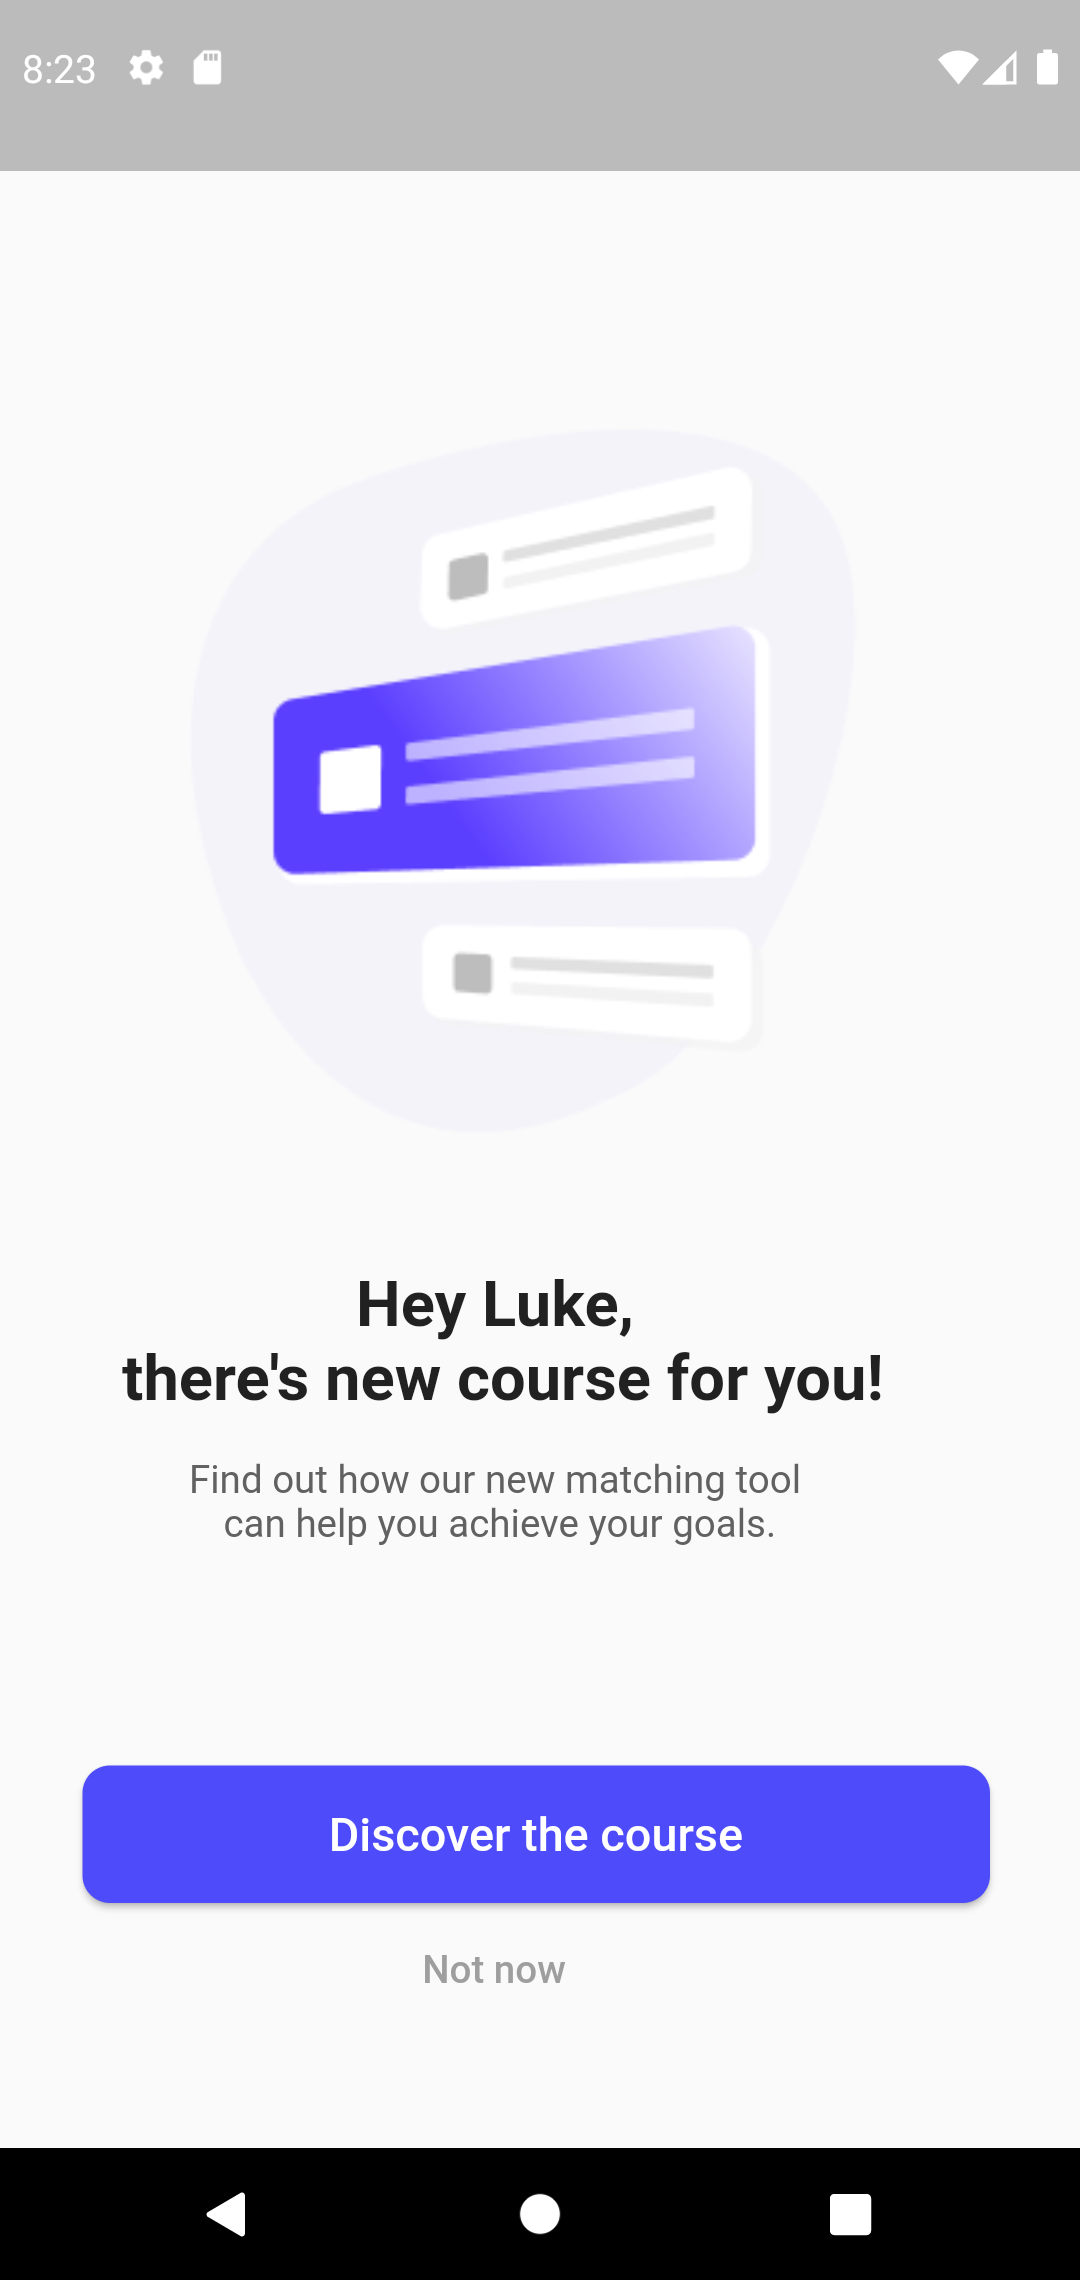 8:23
Hey Luke,
there's new course for you!
Find out how our new matching tool
can help you achieve your goals.
Discover the course
Not now